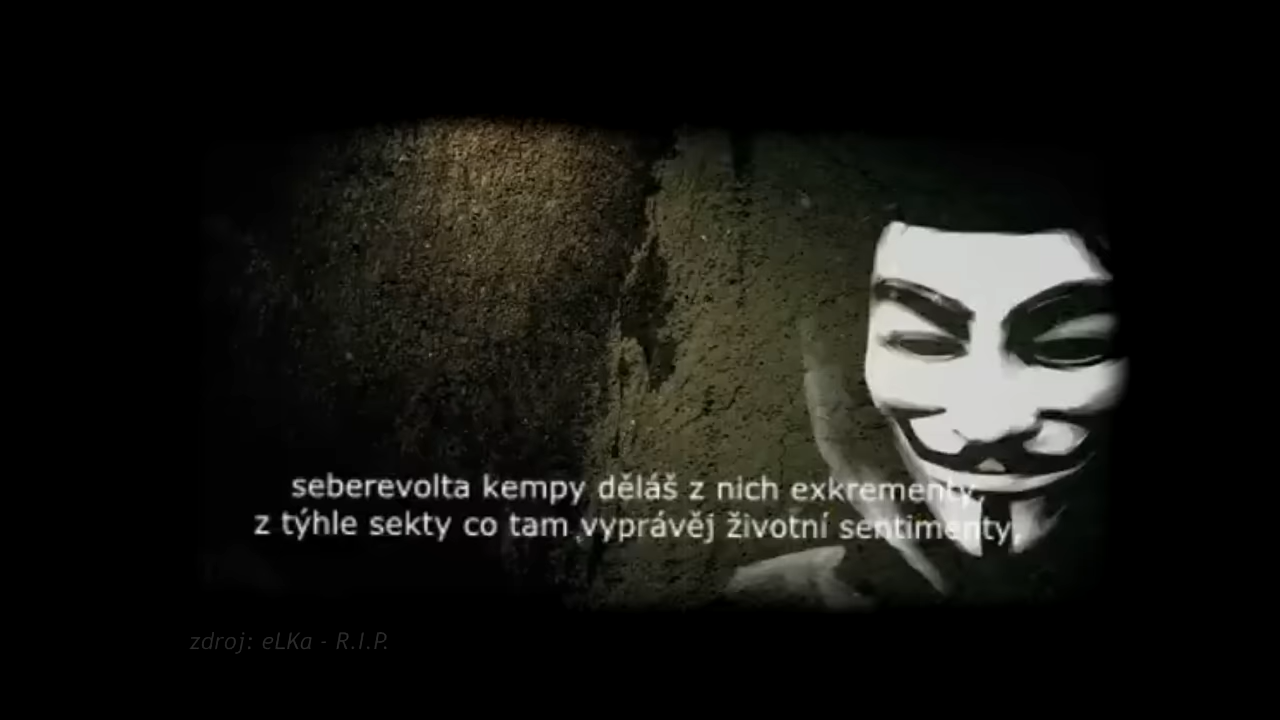 seberevolta kempy děláš z nich exkrementy,
z týhle sekty co tam vyprávěj životní sentimenty,
zdroj: eLKa - R.I.P.